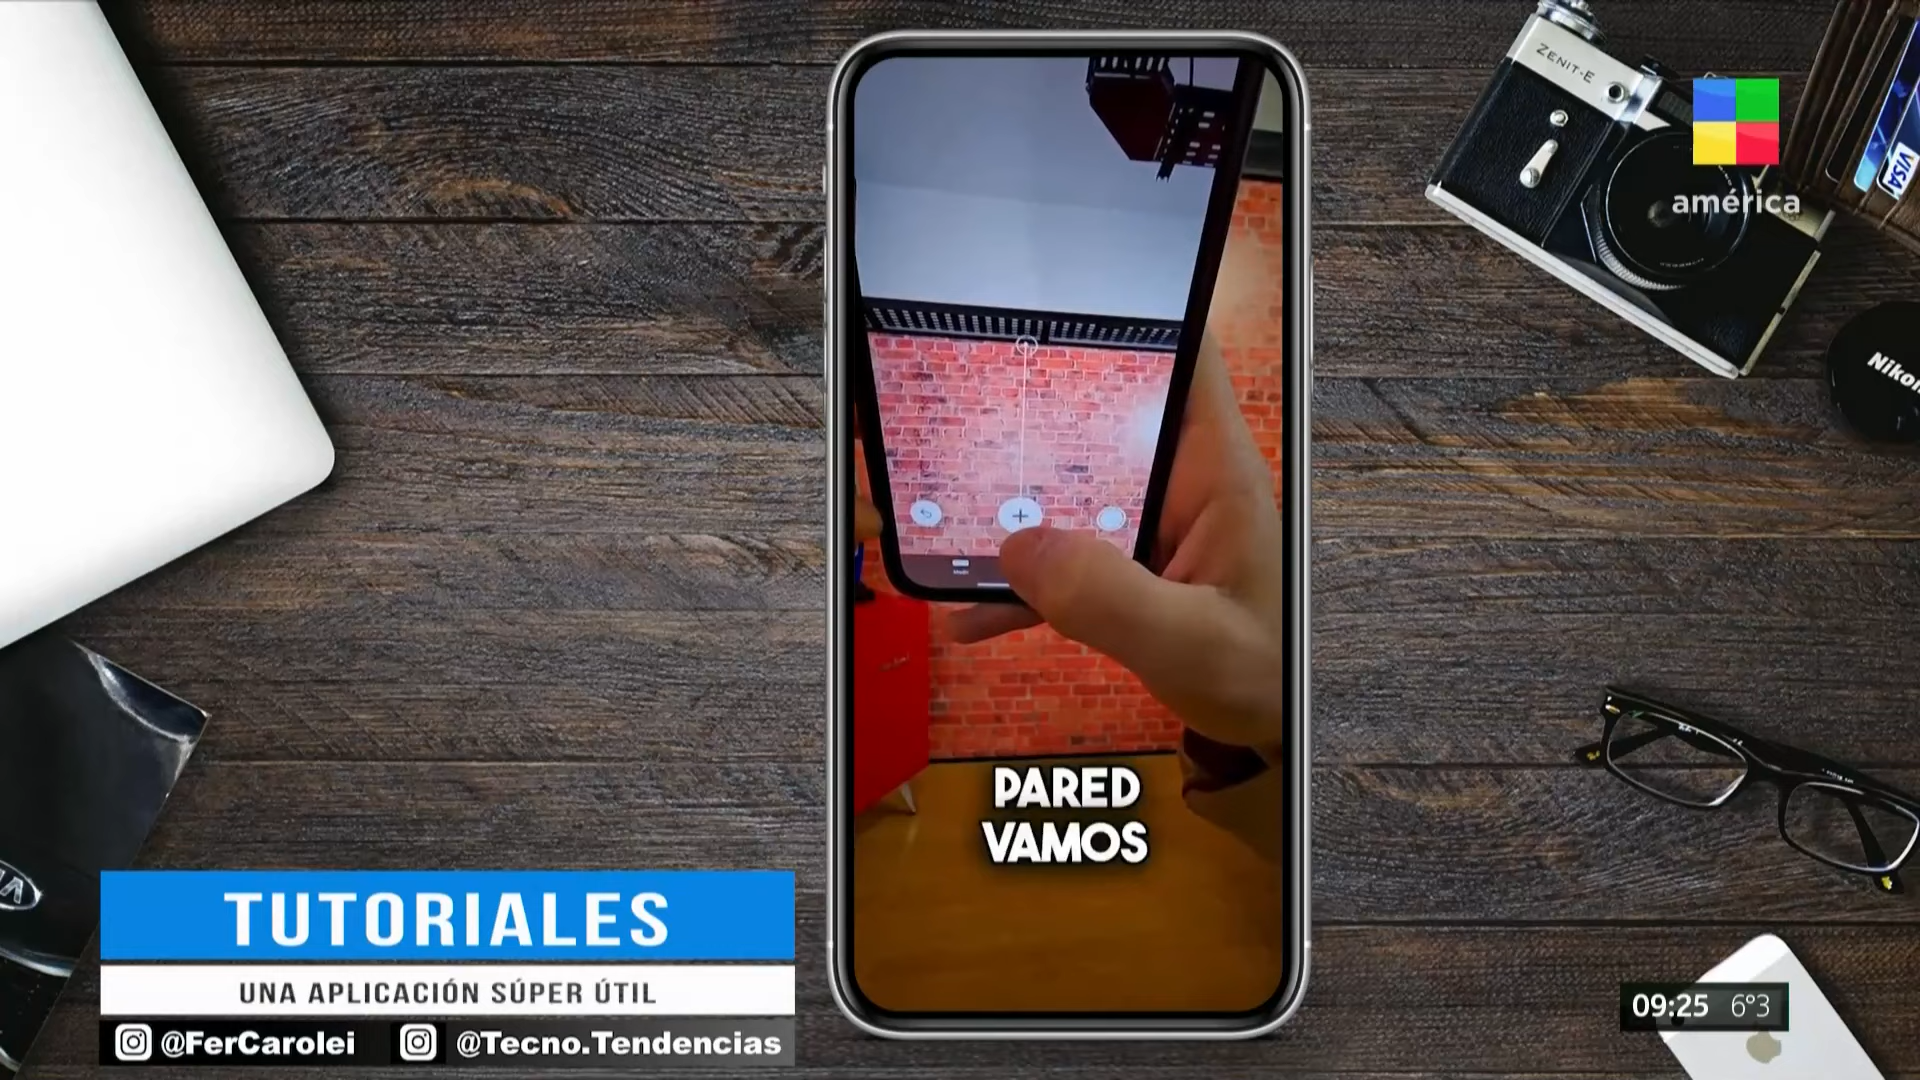 ZENIT-E
VISA
américa
Nikon
PARED
VAMOS
TUTORIALES
UNA APLICACIÓN SÚPER ÚTIL
@FerCarolei
@Tecno.Tendencias
09:25 6°3